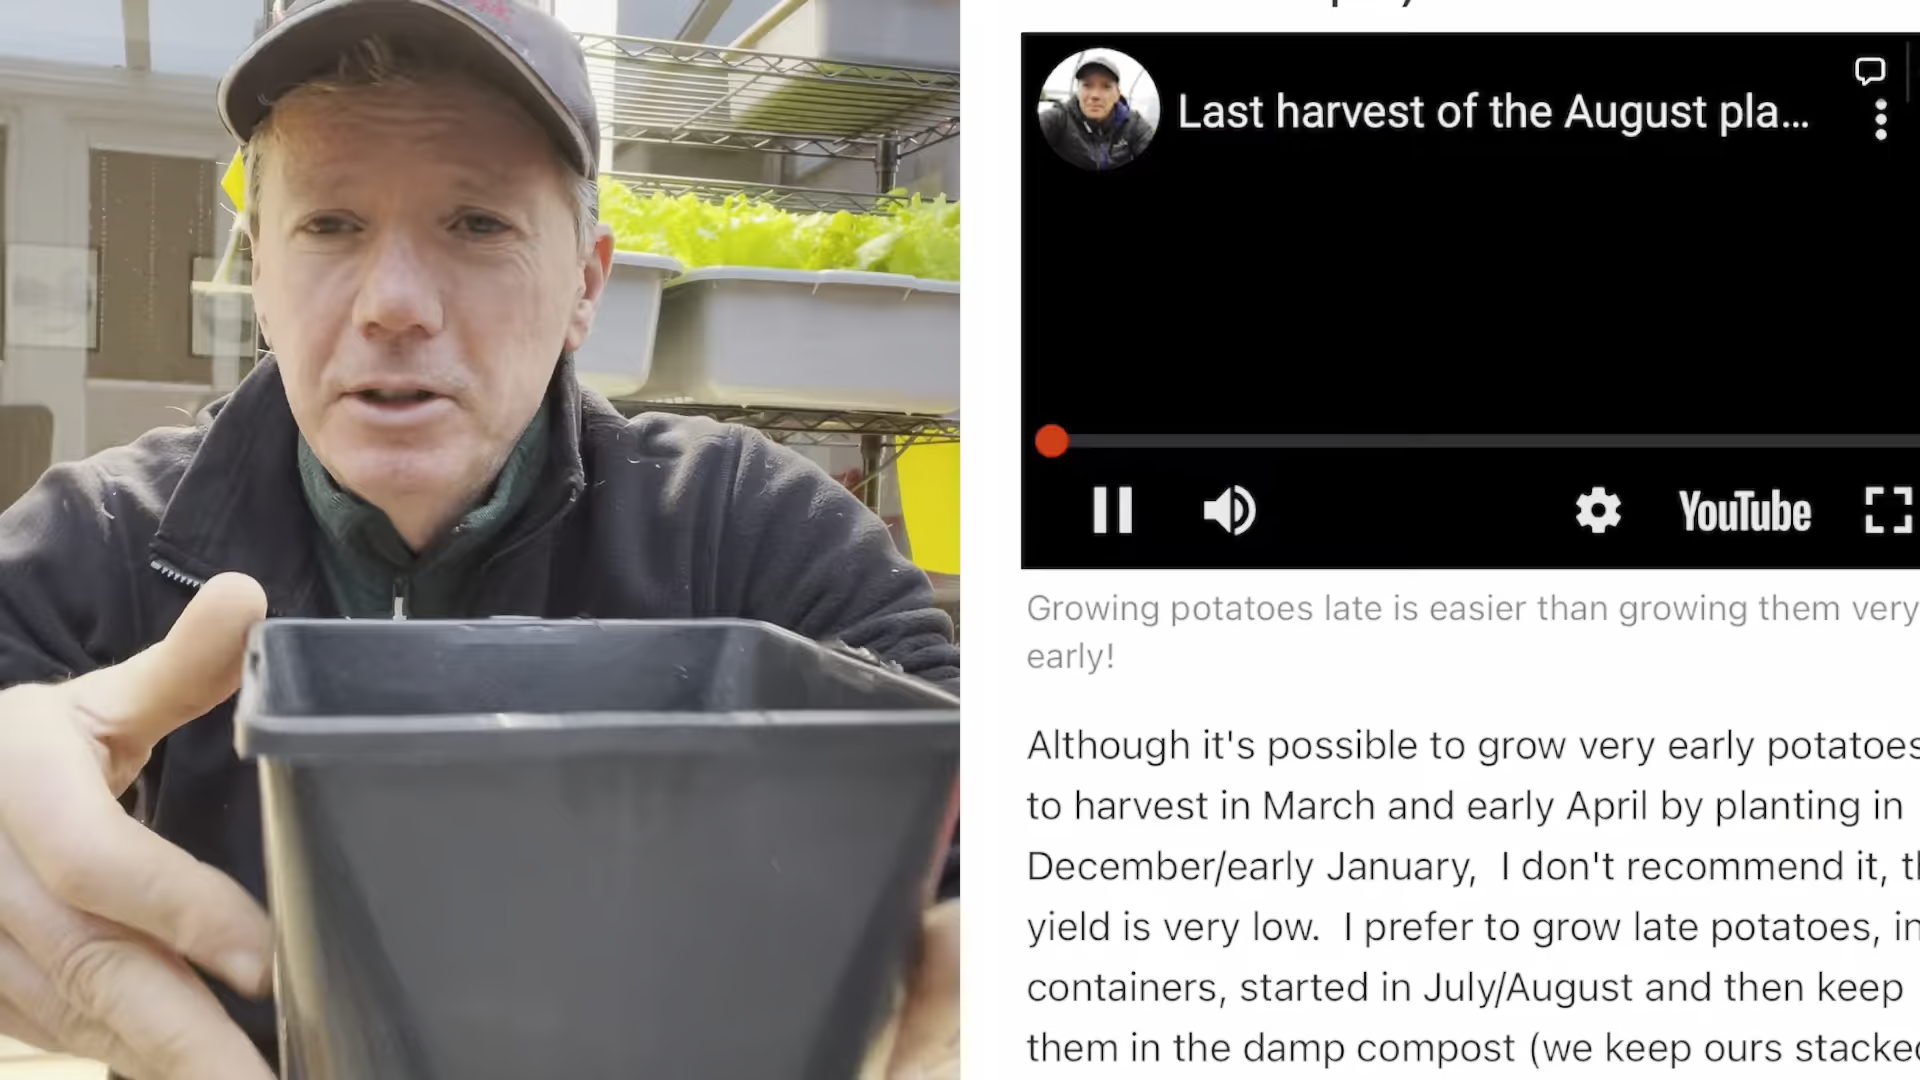 Last harvest of the August pla...
YouTube
Growing potatoes late is easier than growing them very
early!
Although it's possible to grow very early potatoes
to harvest in March and early April by planting in
December/early January, I don't recommend it,
yield is very low. I prefer to grow late potatoes, in
containers, started in July/August and then keep
them in the damp compost (we keep ours stacked